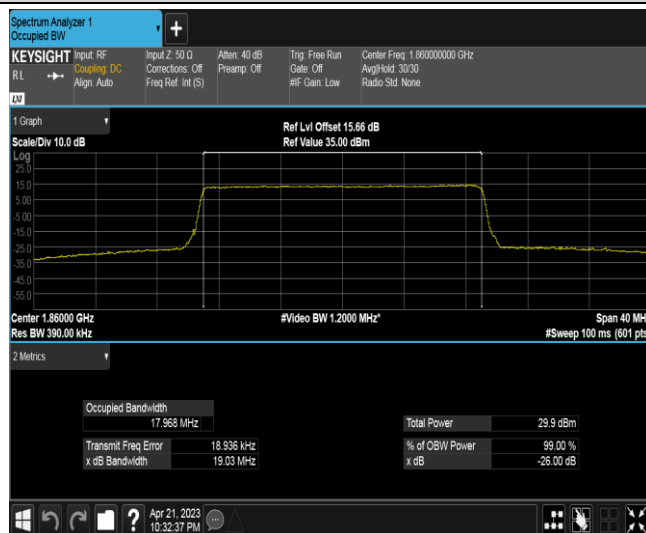 Spectrum Analyzer 1
Occupied BW
+
KEYSIGHT Input: RF Input Z: 50 Ω Atten: 40 dB Trig: Free Run Center Freq: 1.860000000 GHz
RL Coupling: DC Corrections: Off Preamp: Off Gate: Off Avg|Hold: 30/30
Align: Auto Freq Ref: Int (S) #IF Gain: Low Radio Std: None
LXI
1 Graph
Ref Lvl Offset 15.66 dB
Scale/Div 10.0 dB Ref Value 35.00 dBm
Log
25.0
15.0
5.00
-5.00
-15.0
-25.0
-35.0
-45.0
-55.0
Center 1.86000 GHz #Video BW 1.2000 MHz* Span 40 MH
Res BW 390.00 kHz #Sweep 100 ms (601 pts
2 Metrics
Occupied Bandwidth
17.968 MHz Total Power 29.9 dBm
Transmit Freq Error 18.936 kHz % of OBW Power 99.00 %
x dB Bandwidth 19.03 MHz x dB -26.00 dB
? Apr 21, 2023
10:32:37 PM